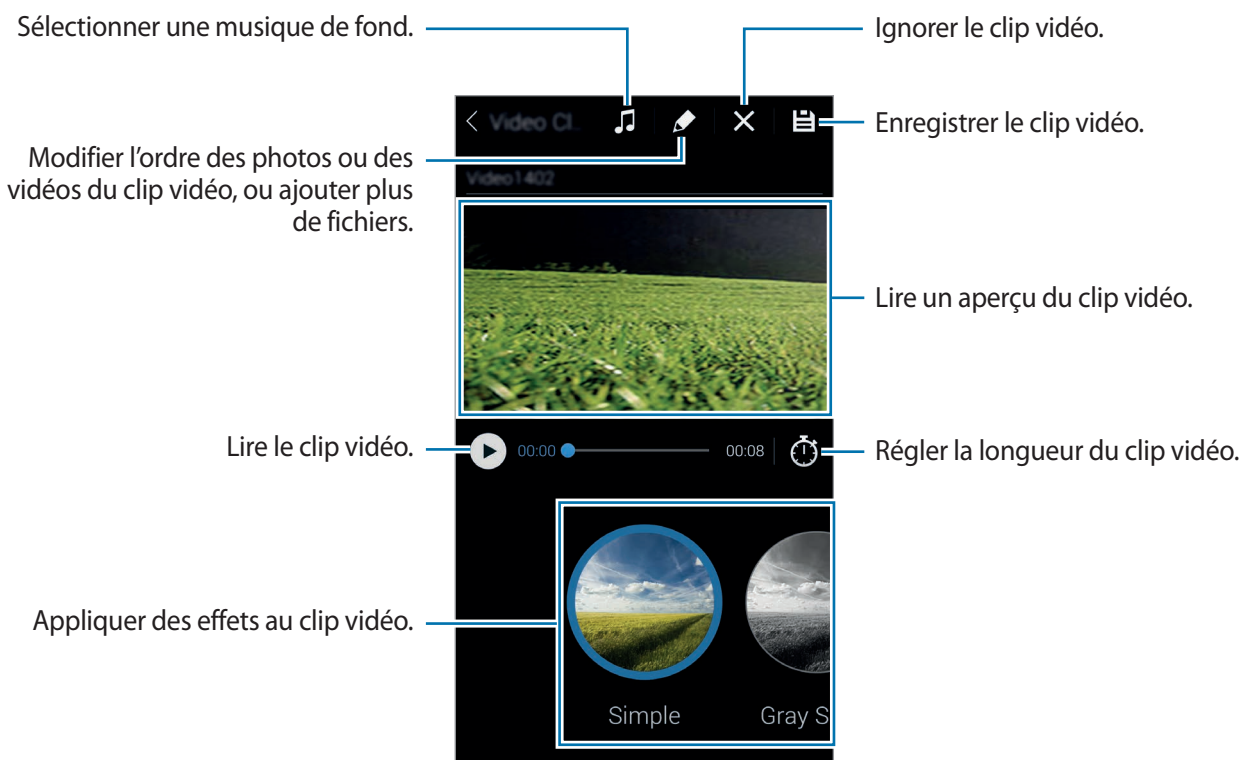 Sélectionner une musique de fond.
Ignorer le clip vidéo.
Video Cl..
Enregistrer le clip vidéo.
Modifier l'ordre des photos ou des
vidéos du clip vidéo, ou ajouter plus
de fichiers.
Video1402
Lire un aperçu du clip vidéo.
Lire le clip vidéo.
00:00
00:08
Régler la longueur du clip vidéo.
Appliquer des effets au clip vidéo.
Simple
Gray S